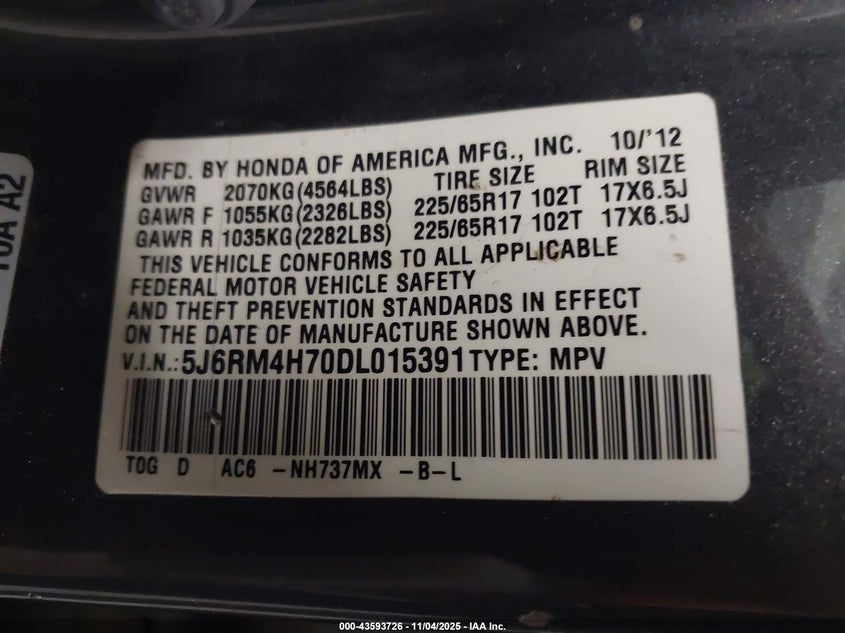 MFD. BY HONDA OF AMERICA MFG., INC. 10/'12
GVWR 2070KG(4564LBS) TIRE SIZE RIM SIZE
GAWR F 1055KG(2326LBS) 225/65R17 102T 17X6.5J
GAWR R 1035KG(2282LBS) 225/65R17 102T 17X6.5J
THIS VEHICLE CONFORMS TO ALL APPLICABLE
FEDERAL MOTOR VEHICLE SAFETY
AND THEFT PREVENTION STANDARDS IN EFFECT
ON THE DATE OF MANUFACTURE SHOWN ABOVE.
V.I.N.: 5J6RM4H70DL015391 TYPE: MPV
TOG D AC6 -NH737MX -B-L
A2
000-43593726 - 11/04/2025 - IAA Inc.